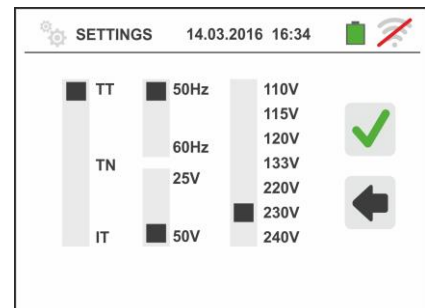 SETTINGS 14.03.2016 16:34
TT 50Hz 110V
115V
120V
60Hz
TN 133V
25V 220V
230V
IT 50V 240V